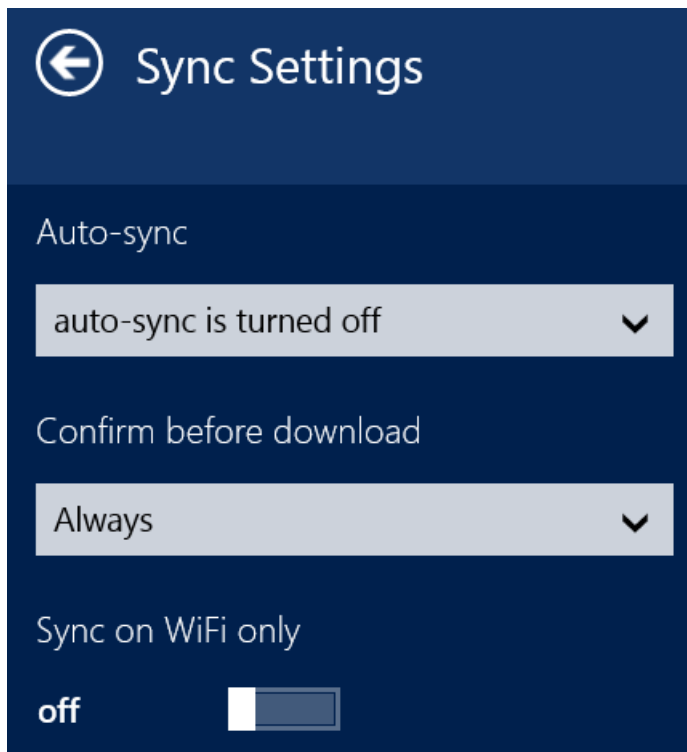 Sync Settings
Auto-sync
auto-sync is turned off
Confirm before download
Always
Sync on WiFi only
off